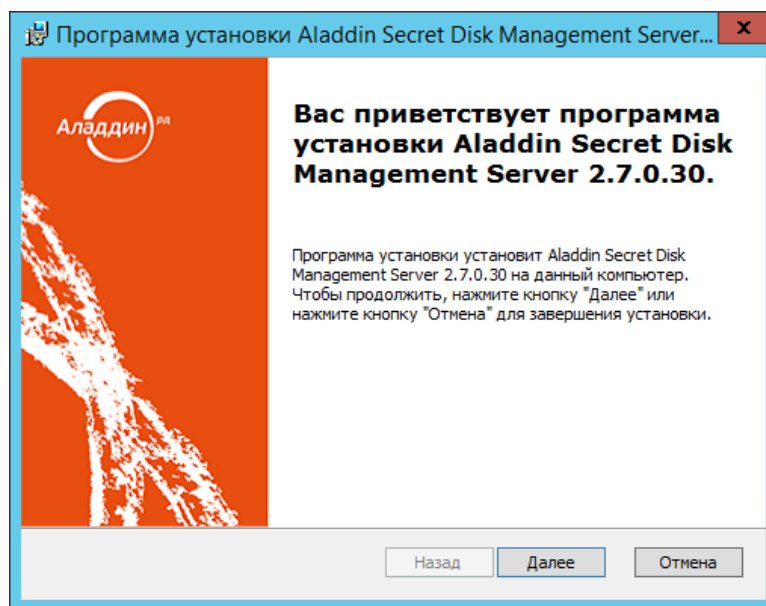 Программа установки Aladdin Secret Disk Management Server...
x
Аладдин РД
Вас приветствует программа
установки Aladdin Secret Disk
Management Server 2.7.0.30.
Программа установки установит Aladdin Secret Disk
Management Server 2.7.0.30 на данный компьютер.
Чтобы продолжить, нажмите кнопку "Далее" или
нажмите кнопку "Отмена" для завершения установки.
Назад Далее Отмена